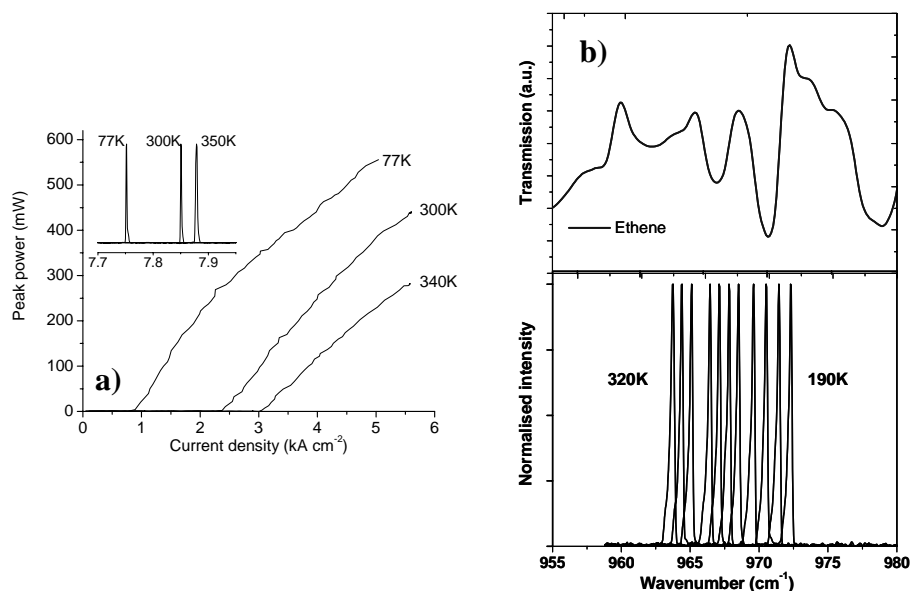 a)
600
500
400
300
200
100
0
Peak power (mW)
0 1 2 3 4 5 6
Current density (kA cm⁻²)
77K
300K
340K
77K 300K 350K
7.7 7.8 7.9
b)
Transmission (a.u.)
Ethene
Normalised intensity
320K
190K
955 960 965 970 975 980
Wavenumber (cm⁻¹)